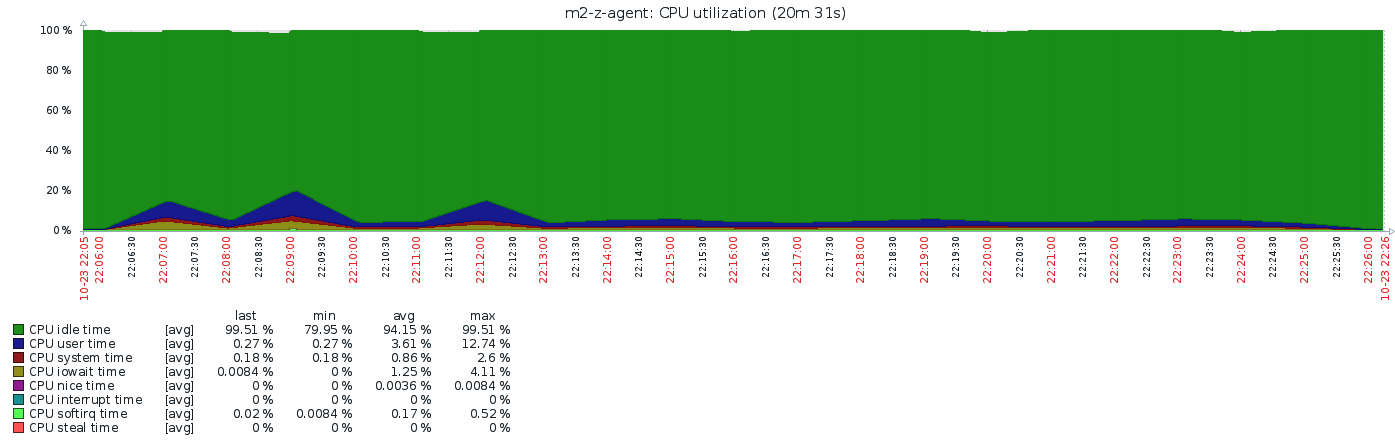 m2-z-agent: CPU utilization (20m 31s)
100 %
80 %
60 %
40 %
20 %
0 %
10-23 22:05 22:06:00 22:06:30 22:07:00 22:07:30 22:08:00 22:08:30 22:09:00 22:09:30 22:10:00 22:10:30 22:11:00 22:11:30 22:12:00 22:12:30 22:13:00 22:13:30 22:14:00 22:14:30 22:15:00 22:15:30 22:16:00 22:16:30 22:17:00 22:17:30 22:18:00 22:18:30 22:19:00 22:19:30 22:20:00 22:20:30 22:21:00 22:21:30 22:22:00 22:22:30 22:23:00 22:23:30 22:24:00 22:24:30 22:25:00 22:25:30 22:26:00 10-23 22:26
last min avg max
CPU idle time [avg] 99.51 % 79.95 % 94.15 % 99.51 %
CPU user time [avg] 0.27 % 0.27 % 3.61 % 12.74 %
CPU system time [avg] 0.18 % 0.18 % 0.86 % 2.6 %
CPU iowait time [avg] 0.0084 % 0 % 1.25 % 4.11 %
CPU nice time [avg] 0 % 0 % 0.0036 % 0.0084 %
CPU interrupt time [avg] 0 % 0 % 0 % 0 %
CPU softirq time [avg] 0.02 % 0.0084 % 0.17 % 0.52 %
CPU steal time [avg] 0 % 0 % 0 % 0 %